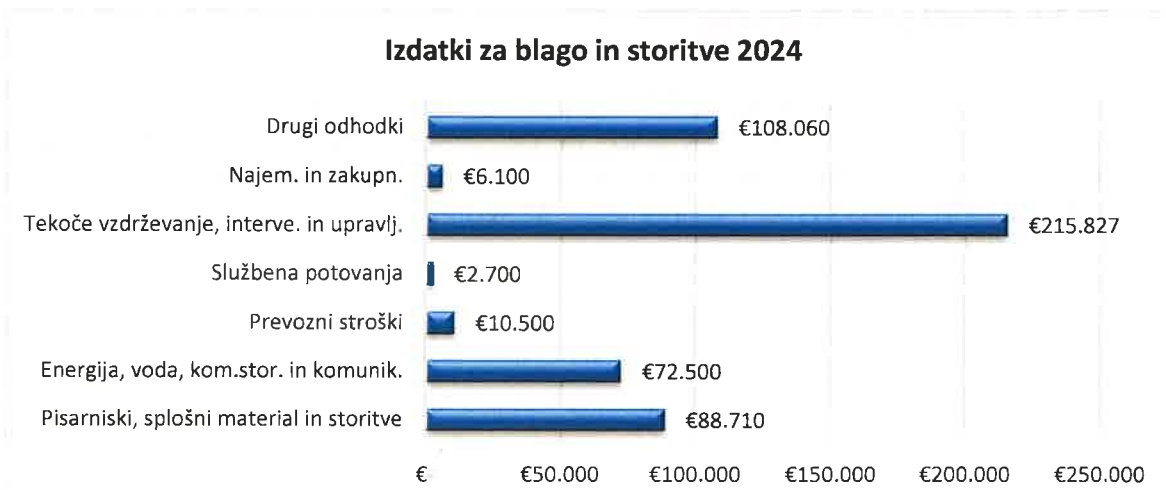 Izdatki za blago in storitve 2024
Drugi odhodki €108.060
Najem. in zakupn. €6.100
Tekoče vzdrževanje, interve. in upravlj. €215.827
Službena potovanja €2.700
Prevozni stroški €10.500
Energija, voda, kom.stor. in komunik. €72.500
Pisarniški, splošni material in storitve €88.710
€ €50.000 €100.000 €150.000 €200.000 €250.000